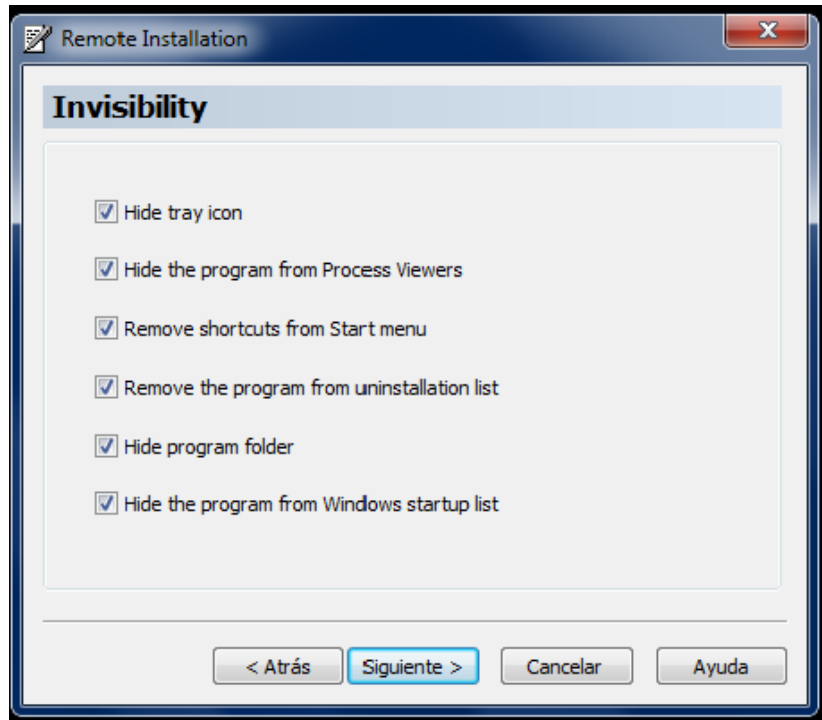 Remote Installation
Invisibility
Hide tray icon
Hide the program from Process Viewers
Remove shortcuts from Start menu
Remove the program from uninstallation list
Hide program folder
Hide the program from Windows startup list
< Atrás Siguiente > Cancelar Ayuda